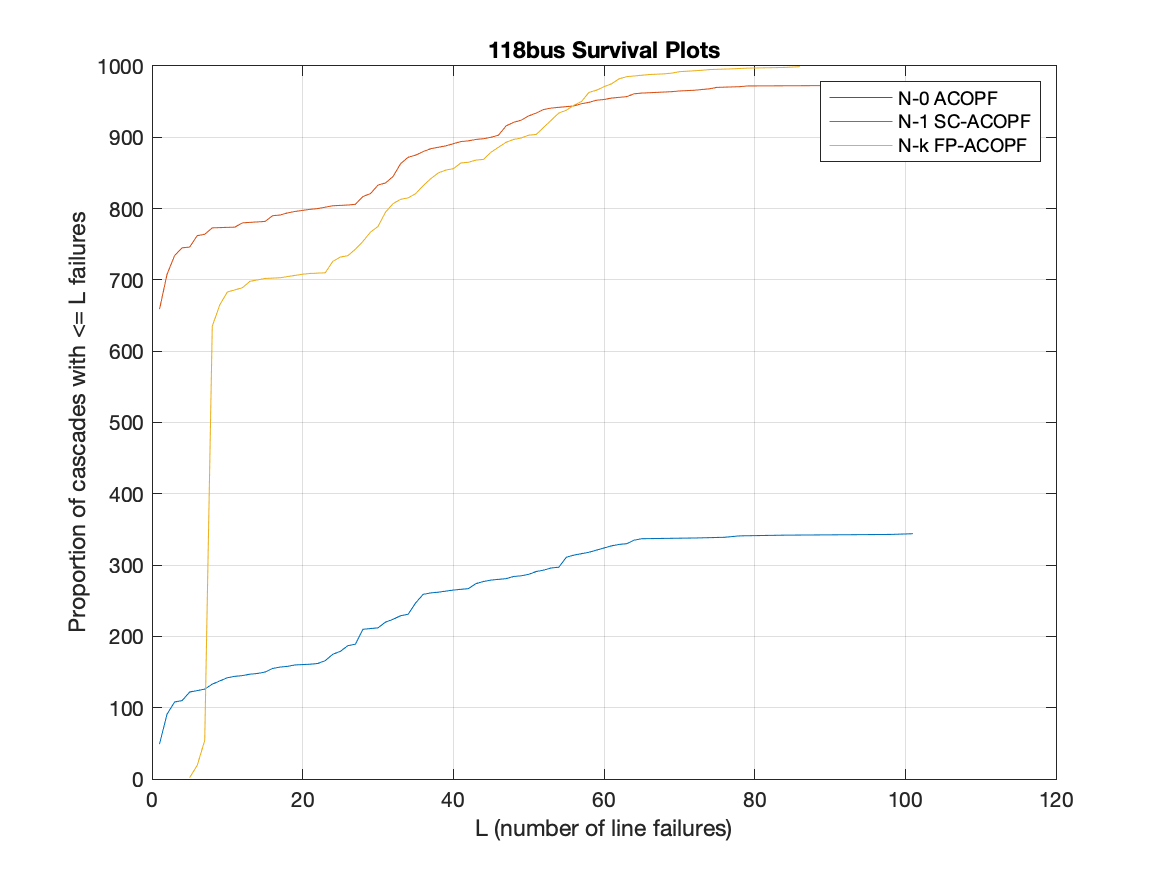 118bus Survival Plots
1000
900
800
700
600
500
400
300
200
100
0
Proportion of cascades with <= L failures
N-0 ACOPF
N-1 SC-ACOPF
N-k FP-ACOPF
0 20 40 60 80 100 120
L (number of line failures)